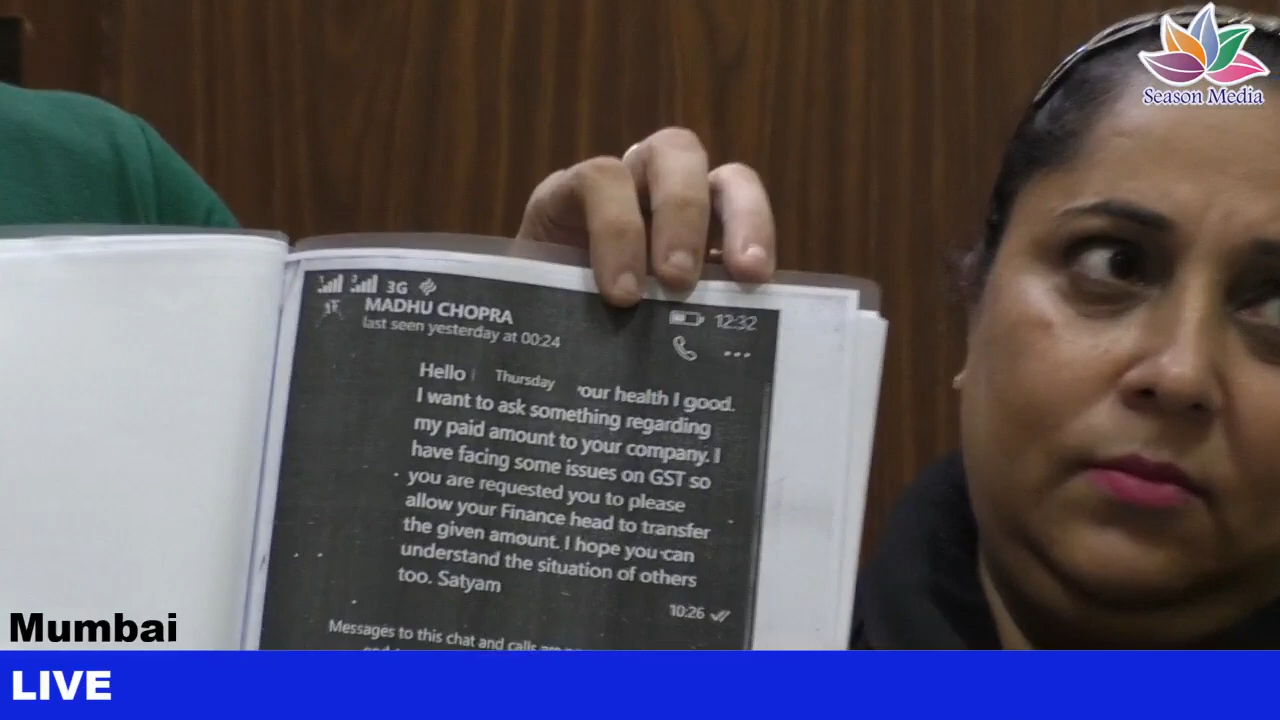 Season Media
3G
MADHU CHOPRA
12:32
last seen yesterday at 00:24
Thursday
Hello our health I good.
I want to ask something regarding
my paid amount to your company. I
have facing some issues on GST so
you are requested you to please
allow your Finance head to transfer
the given amount. I hope you can
understand the situation of others
too. Satyam
10:26
Messages to this chat and calls are
Mumbai
LIVE